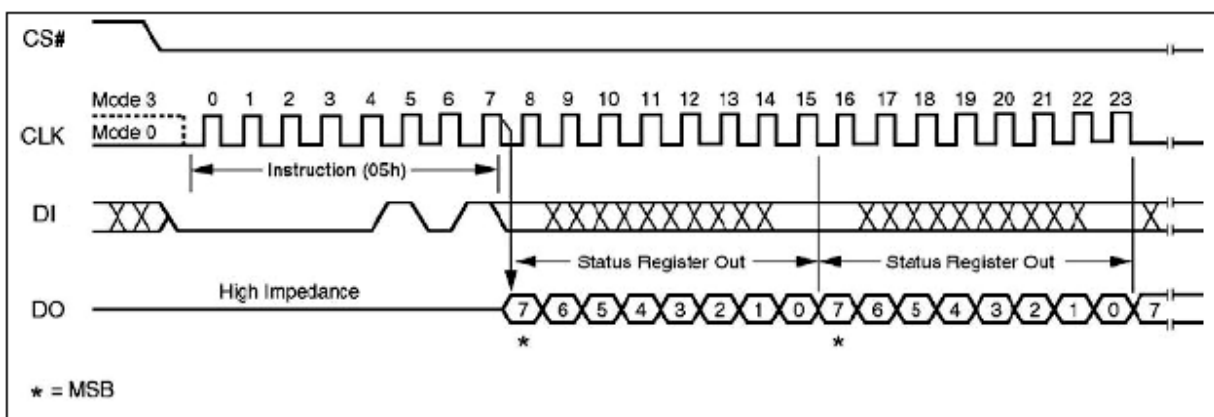 CS#
Mode 3 0 1 2 3 4 5 6 7 8 9 10 11 12 13 14 15 16 17 18 19 20 21 22 23
CLK Mode 0
Instruction (05h)
DI
Status Register Out Status Register Out
High Impedance
DO 7 6 5 4 3 2 1 0 7 6 5 4 3 2 1 0 7
* *
* = MSB